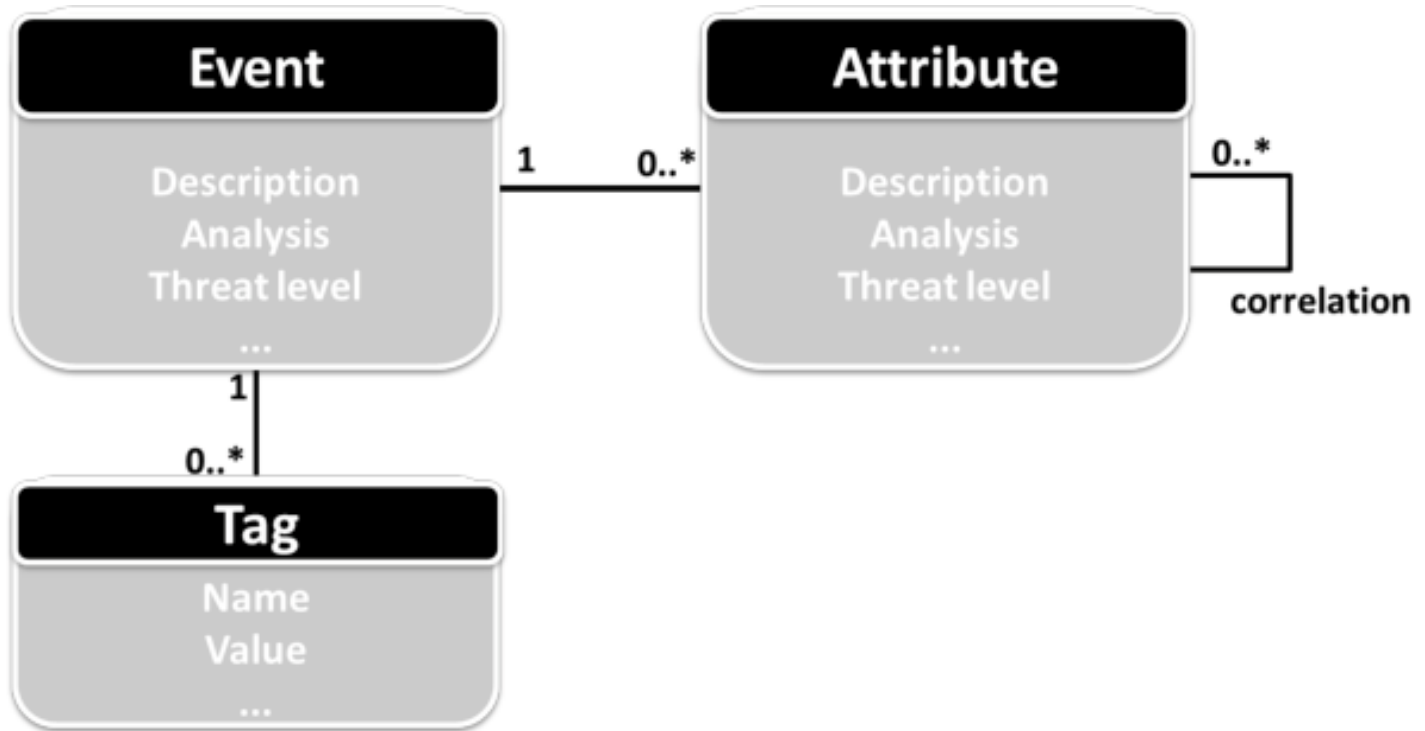 Event
Description
Analysis
Threat level
...
1
0..*
Attribute
Description
Analysis
Threat level
...
0..*
correlation
1
0..*
Tag
Name
Value
...